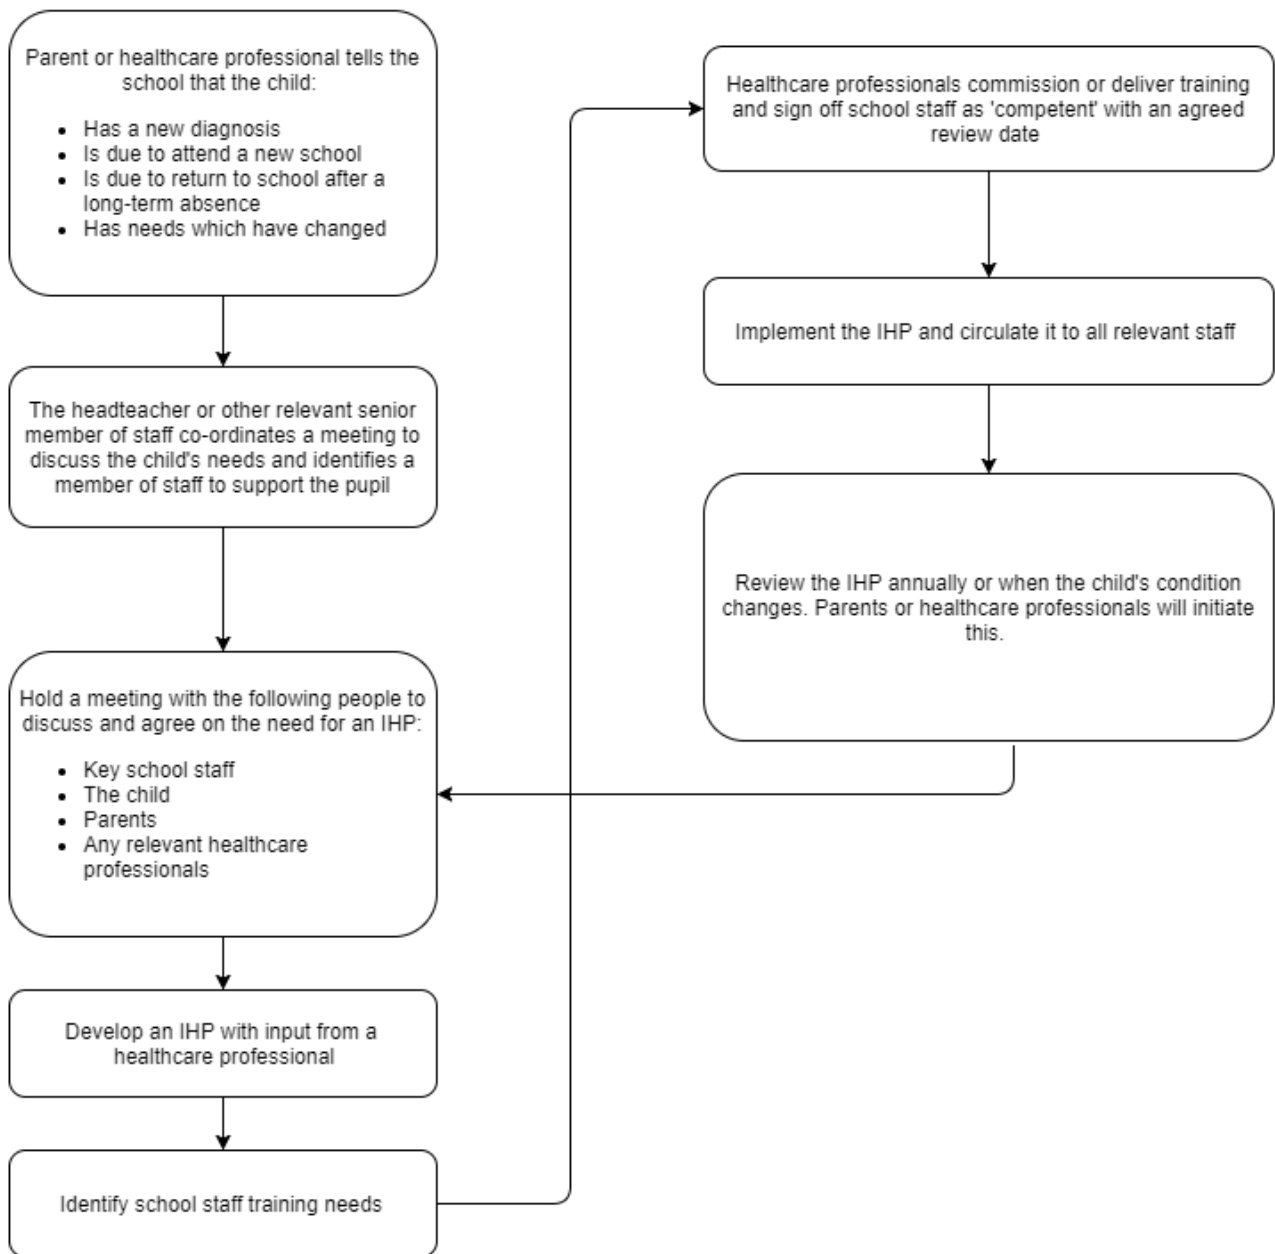 Parent or healthcare professional tells the
school that the child:
• Has a new diagnosis
• Is due to attend a new school
• Is due to return to school after a
long-term absence
• Has needs which have changed
The headteacher or other relevant senior
member of staff co-ordinates a meeting to
discuss the child's needs and identifies a
member of staff to support the pupil
Hold a meeting with the following people to
discuss and agree on the need for an IHP:
• Key school staff
• The child
• Parents
• Any relevant healthcare
professionals
Develop an IHP with input from a
healthcare professional
Identify school staff training needs
Healthcare professionals commission or deliver training
and sign off school staff as 'competent' with an agreed
review date
Implement the IHP and circulate it to all relevant staff
Review the IHP annually or when the child's condition
changes. Parents or healthcare professionals will initiate
this.